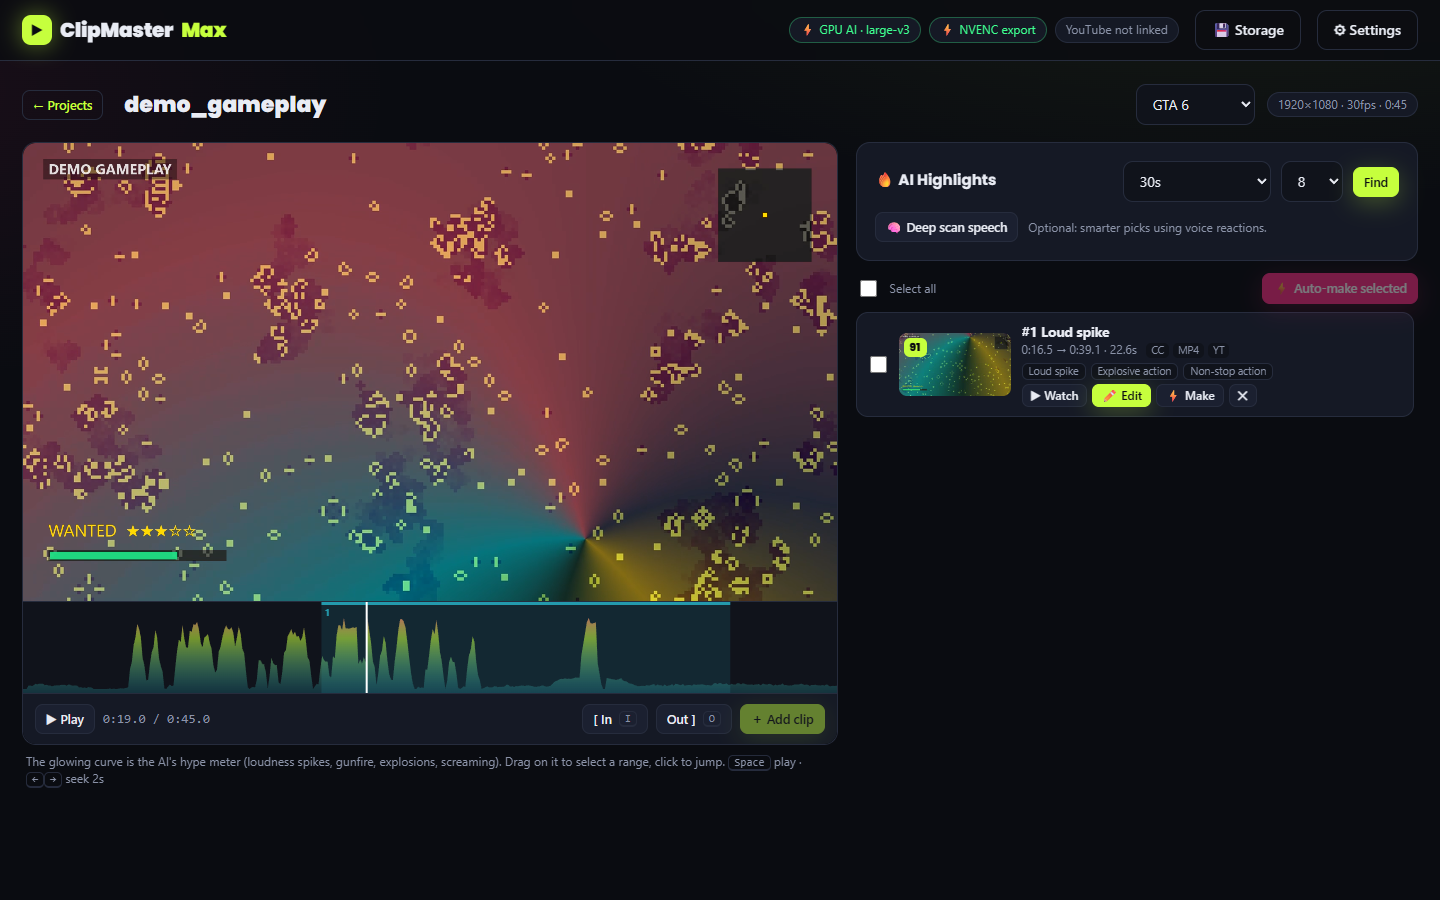 ClipMaster Max
GPU AI · large-v3
NVENC export
YouTube not linked
Storage
Settings
← Projects
demo_gameplay
GTA 6
1920×1080 · 30fps · 0:45
DEMO GAMEPLAY
WANTED ★★★☆☆
1
▶ Play
0:19.0 / 0:45.0
[ In I
Out ] O
+ Add clip
The glowing curve is the AI's hype meter (loudness spikes, gunfire, explosions, screaming). Drag on it to select a range, click to jump. Space play ·
← → seek 2s
AI Highlights
30s
8
Find
Deep scan speech
Optional: smarter picks using voice reactions.
Select all
Auto-make selected
91
#1 Loud spike
0:16.5 → 0:39.1 · 22.6s CC MP4 YT
Loud spike Explosive action Non-stop action
▶ Watch Edit Make ✕